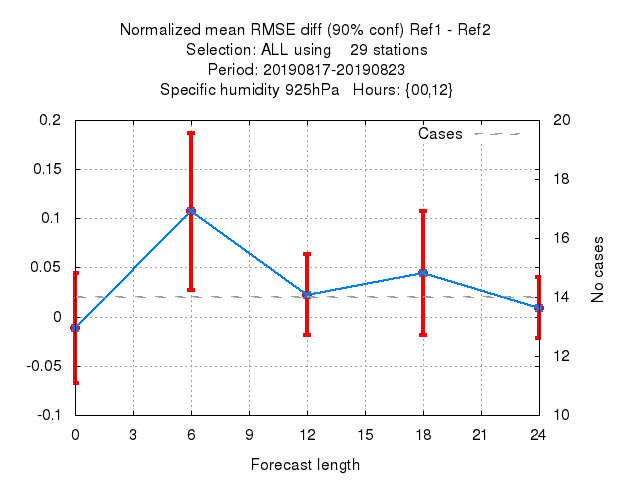 Normalized mean RMSE diff (90% conf) Ref1 - Ref2
Selection: ALL using    29 stations
Period: 20190817-20190823
Specific humidity 925hPa   Hours: {00,12}
Cases
0.2
0.15
0.1
0.05
0
-0.05
-0.1
20
18
16
14
12
10
No cases
0 3 6 9 12 15 18 21 24
Forecast length